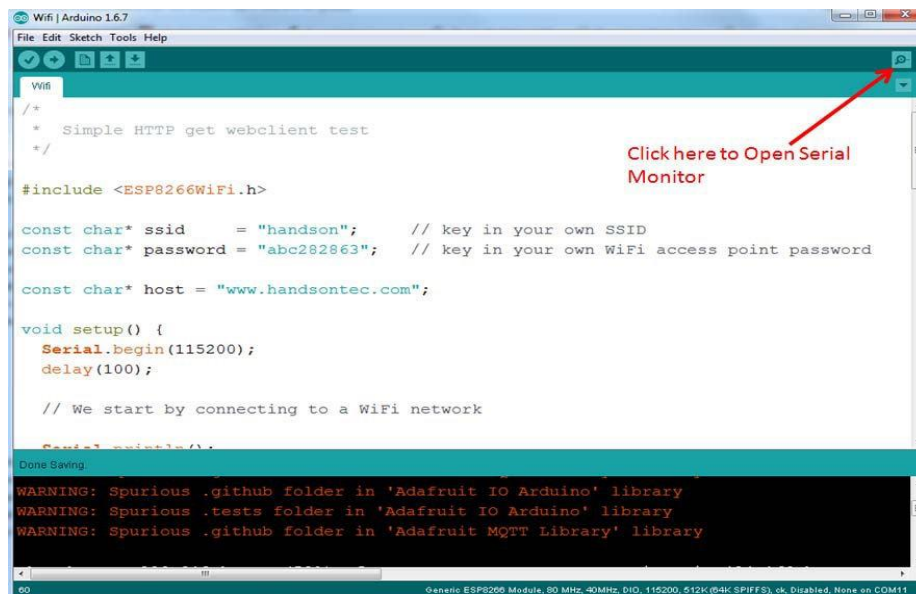 Wifi | Arduino 1.6.7
File Edit Sketch Tools Help
Wifi
/*
 * Simple HTTP get webclient test
 */
Click here to Open Serial
Monitor
#include <ESP8266WiFi.h>
const char* ssid     = "handson";     // key in your own SSID
const char* password = "abc282863";   // key in your own WiFi access point password
const char* host = "www.handsontec.com";
void setup() {
  Serial.begin(115200);
  delay(100);
  // We start by connecting to a WiFi network
  Serial.println();
Done Saving.
WARNING: Spurious .github folder in 'Adafruit IO Arduino' library
WARNING: Spurious .tests folder in 'Adafruit IO Arduino' library
WARNING: Spurious .github folder in 'Adafruit MQTT Library' library
60
Generic ESP8266 Module, 80 MHz, 40MHz, DIO, 115200, 512K (64K SPIFFS), ck, Disabled, None on COM11